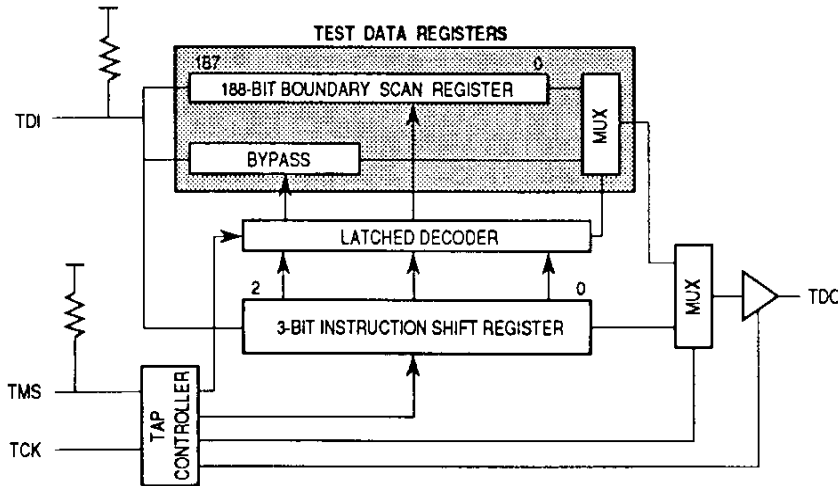 TEST DATA REGISTERS
187
0
188-BIT BOUNDARY SCAN REGISTER
TDI
MUX
BYPASS
LATCHED DECODER
2
0
3-BIT INSTRUCTION SHIFT REGISTER
MUX
TDO
TMS
TAP
CONTROLLER
TCK